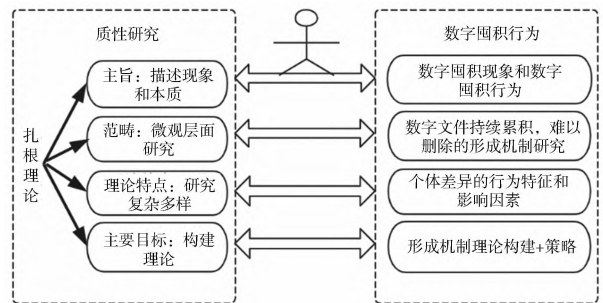 质性研究
数字囤积行为
扎根理论
主旨：描述现象
和本质
数字囤积现象和数字
囤积行为
范畴：微观层面
研究
数字文件持续累积，难以
删除的形成机制研究
理论特点：研究
复杂多样
个体差异的行为特征和
影响因素
主要目标：构建
理论
形成机制理论构建+策略